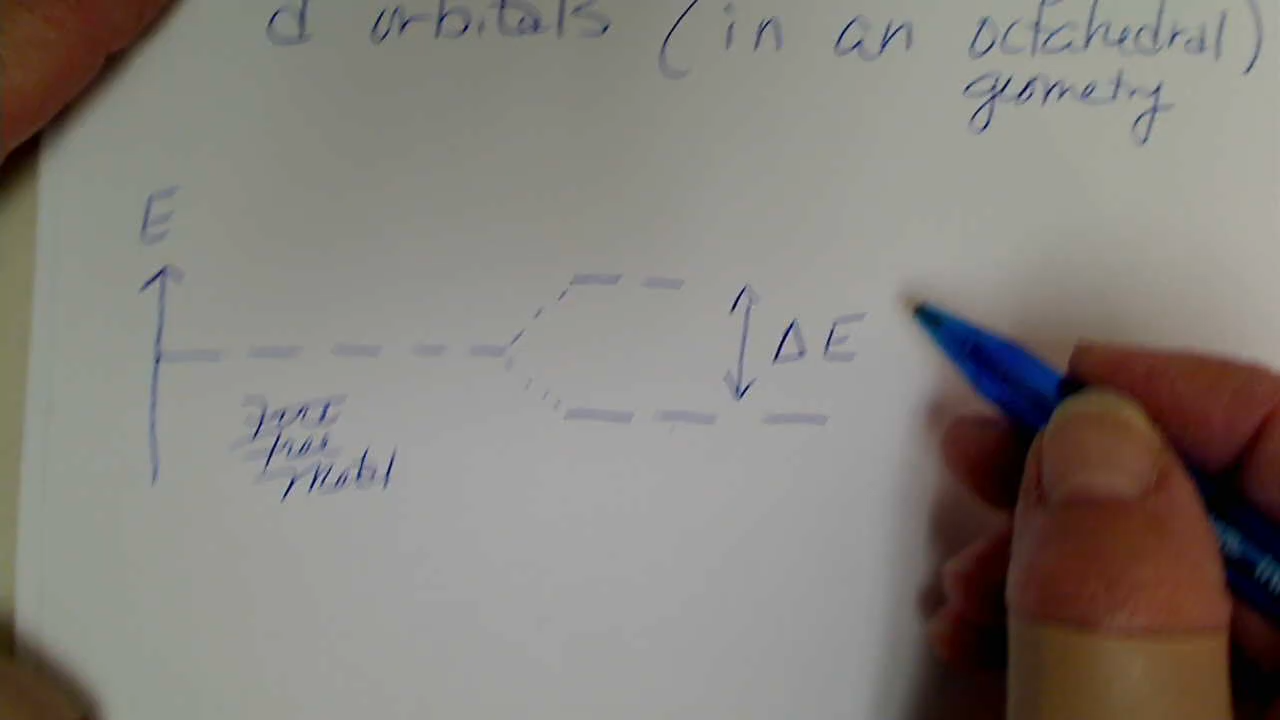 d orbitals (in an octahedral)
geometry
E
ΔE
free
metal